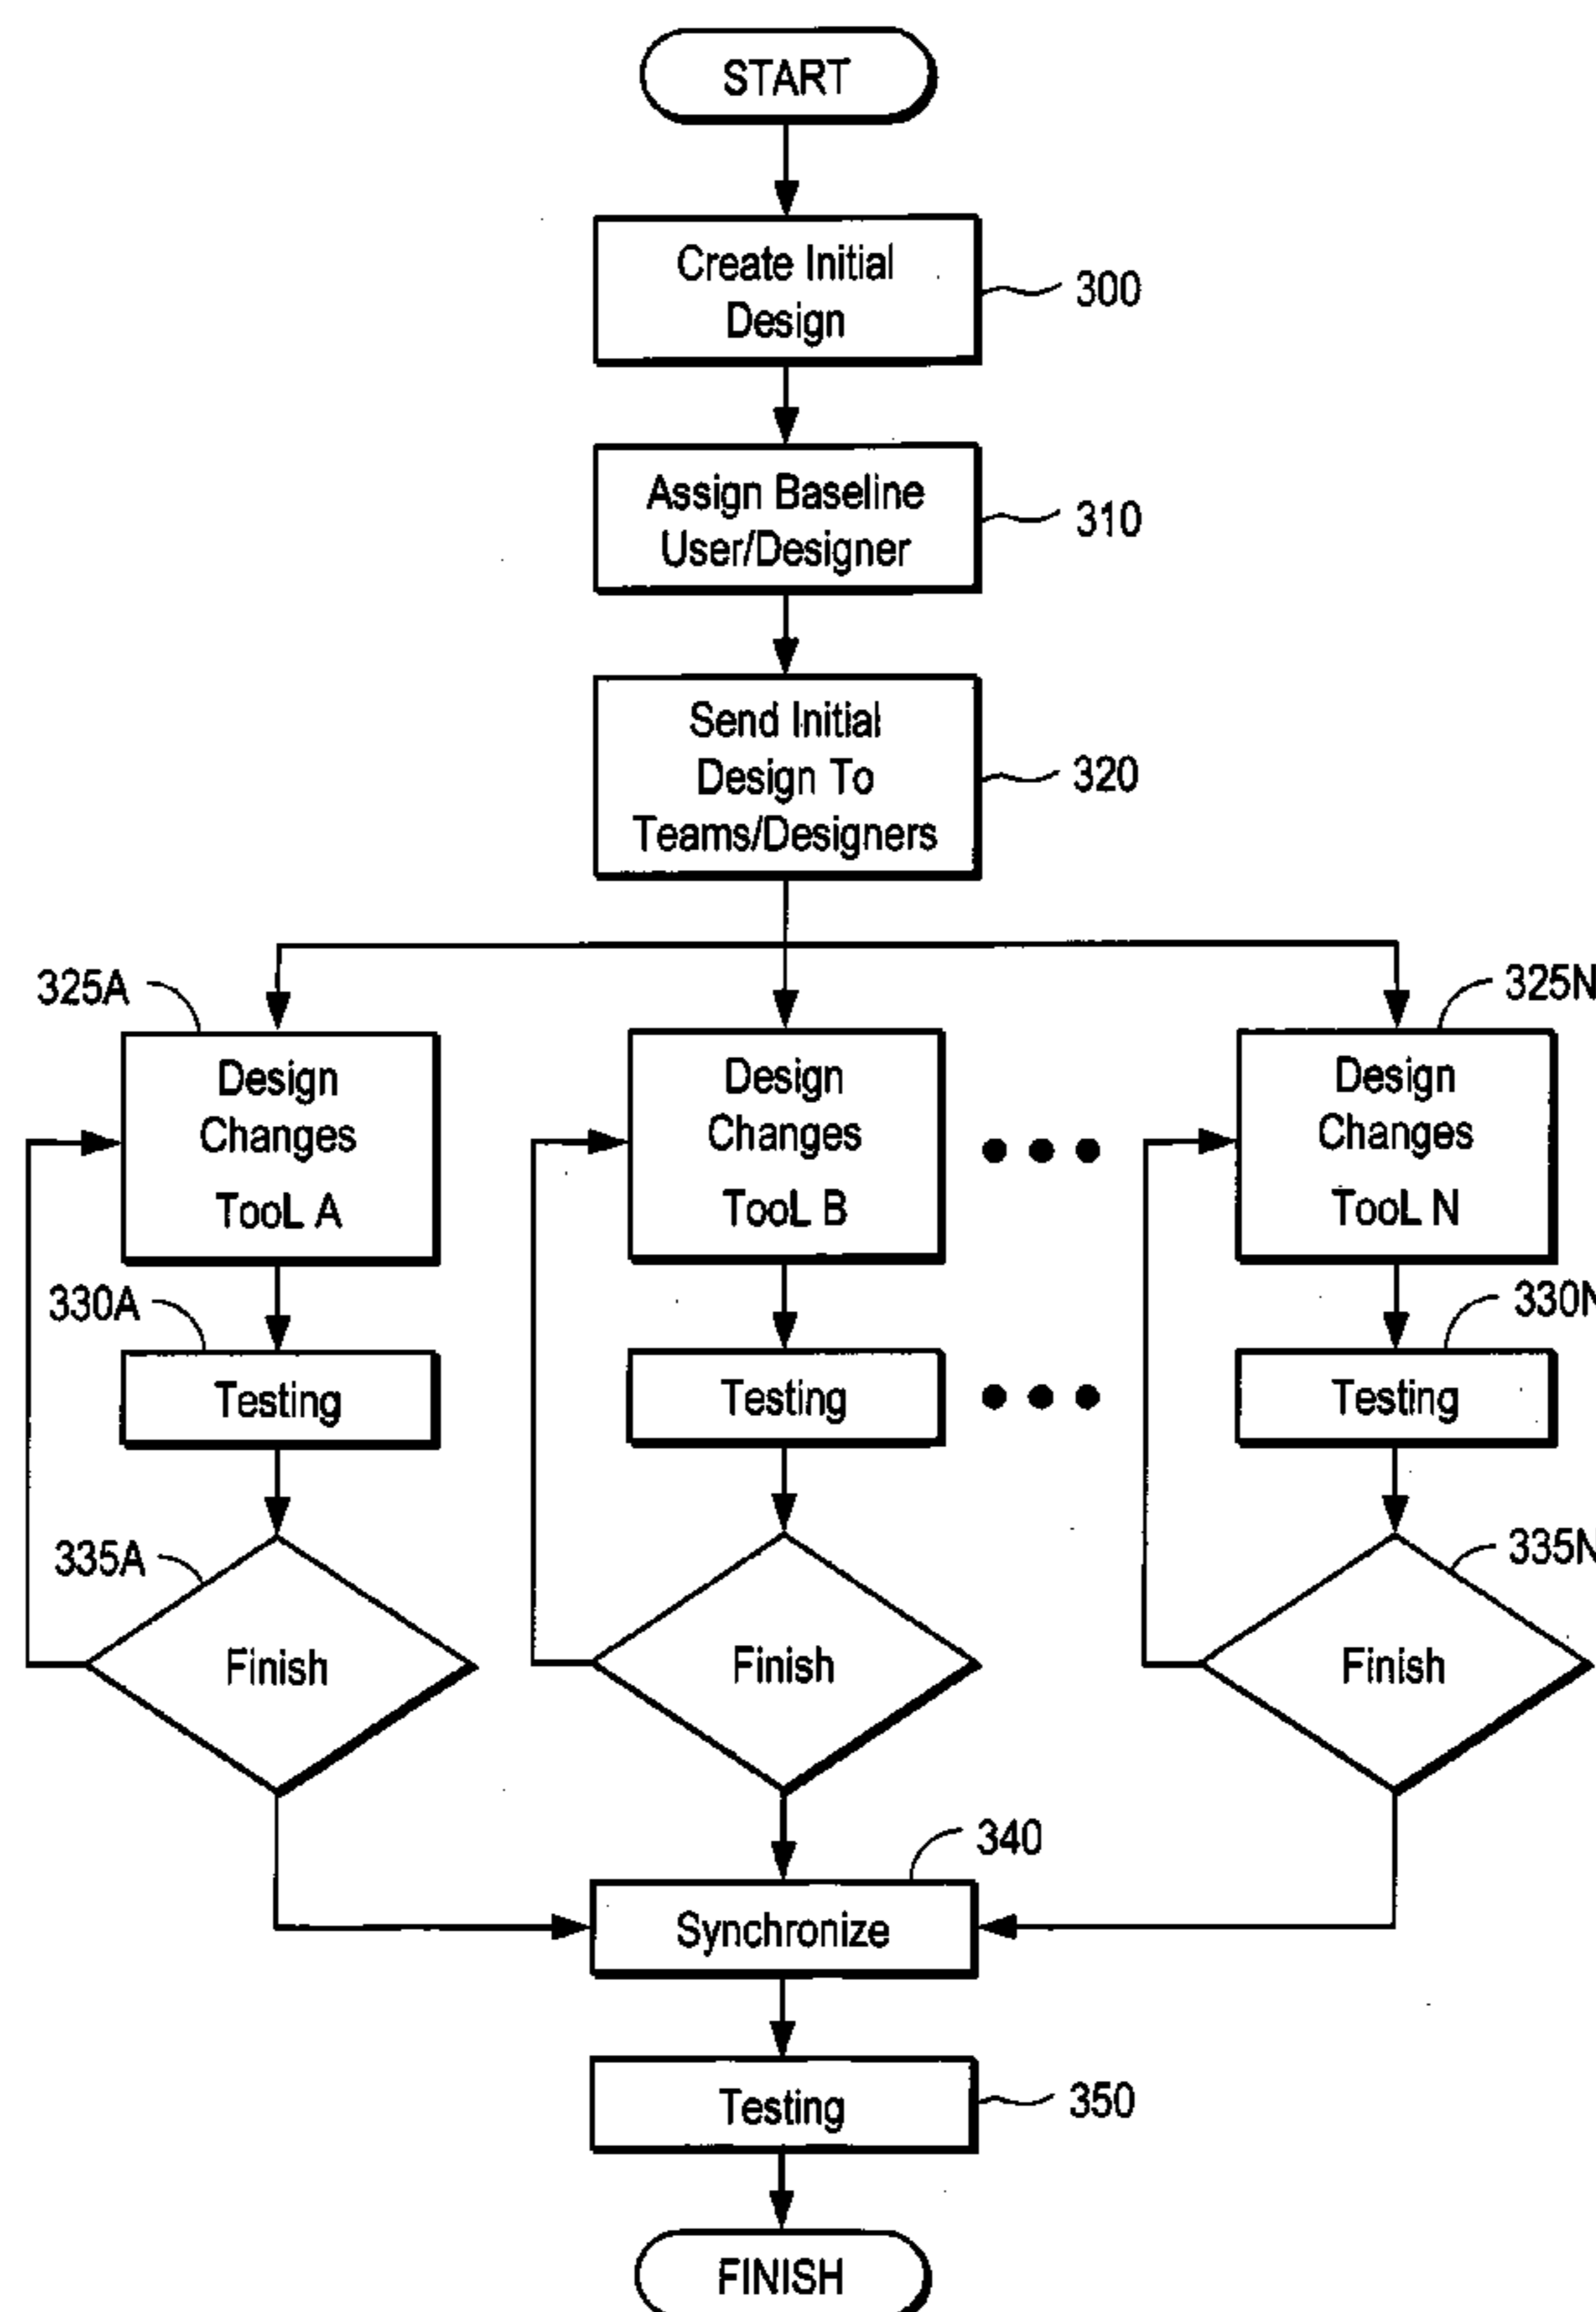 START
Create Initial
Design
300
Assign Baseline
User/Designer
310
Send Initial
Design To
Teams/Designers
320
325A
325N
Design
Changes
TooL A
Design
Changes
TooL B
Design
Changes
TooL N
330A
330N
Testing
Testing
Testing
335A
335N
Finish
Finish
Finish
340
Synchronize
Testing
350
FINISH